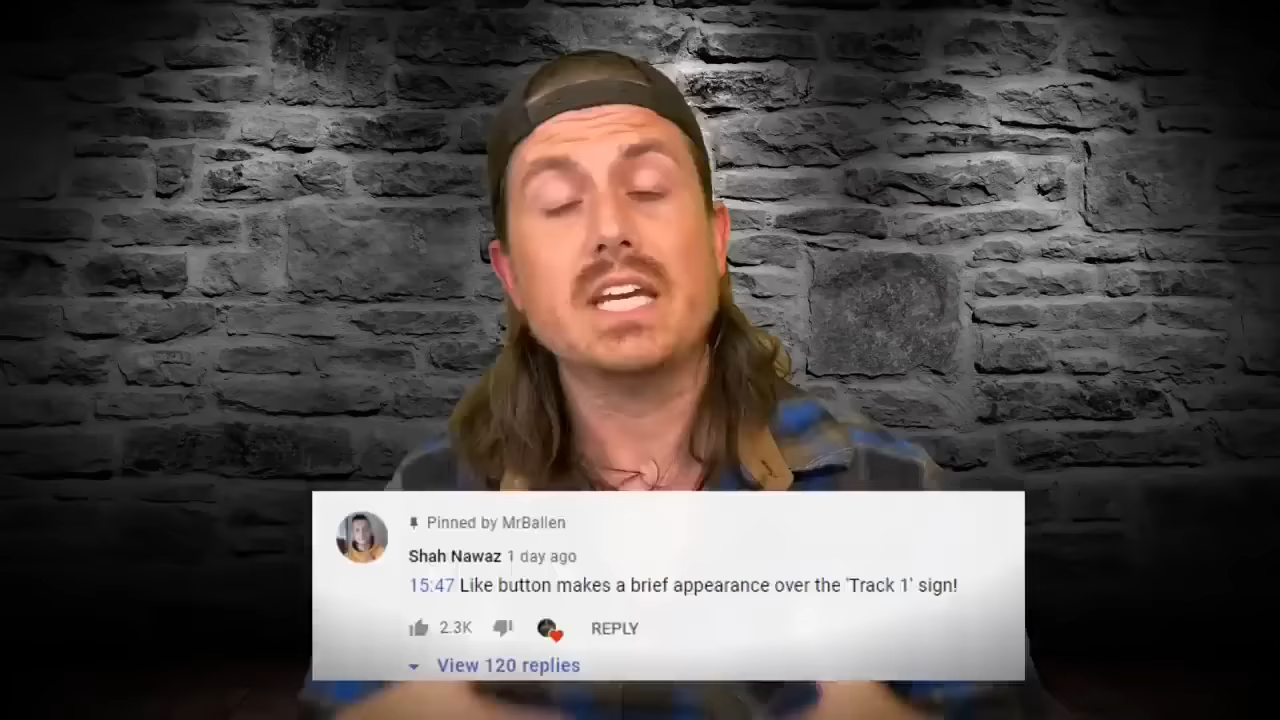 Pinned by MrBallen
Shah Nawaz 1 day ago
15:47 Like button makes a brief appearance over the 'Track 1' sign!
2.3K REPLY
View 120 replies